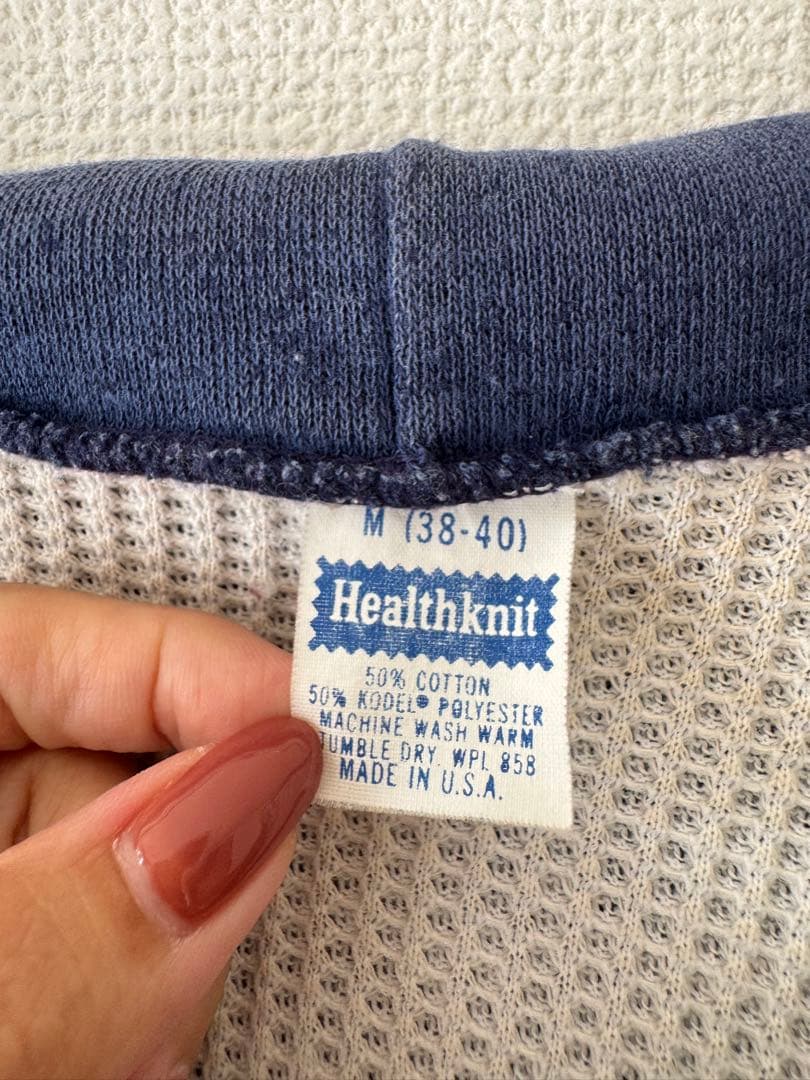 M (38-40)
Healthknit
50% COTTON
50% KODEL® POLYESTER
MACHINE WASH WARM
TUMBLE DRY. WPL 858
MADE IN U.S.A.